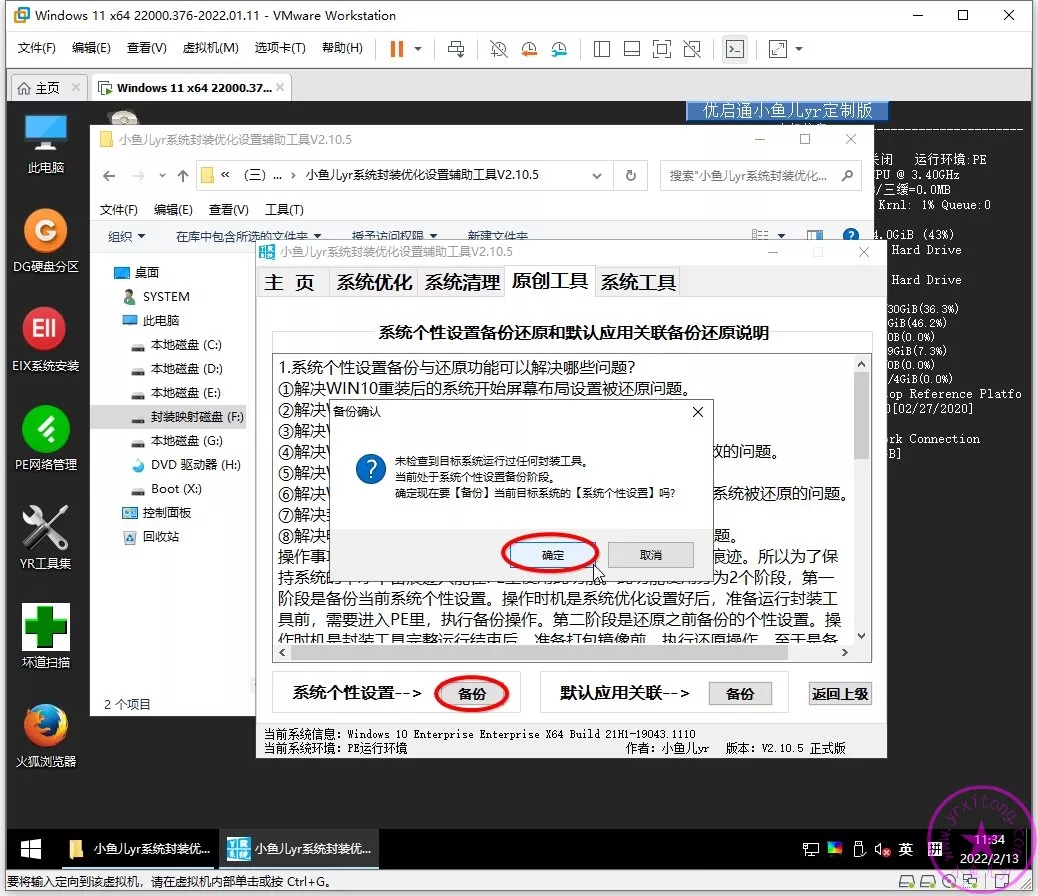 Windows 11 x64 22000.376-2022.01.11 - VMware Workstation
文件(F) 编辑(E) 查看(V) 虚拟机(M) 选项卡(T) 帮助(H)
主页
Windows 11 x64 22000.37...
优启通小鱼儿yr定制版
此电脑
DG硬盘分区
EII
EIX系统安装
PE网络管理
YR工具集
坏道扫描
火狐浏览器
关闭 运行环境:PE
CPU @ 3.40GHz
/三缓=0.0MB
Krnl: 1% Queue:0
4.0GiB (43%)
Hard Drive
Hard Drive
30GiB(36.3%)
GiB(46.2%)
0B(0.0%)
9GiB(7.3%)
0B(0.0%)
/4GiB(0.0%)
op Reference Platfo
0[02/27/2020]
rk Connection
B]
小鱼儿yr系统封装优化设置辅助工具V2.10.5
« (三) ... › 小鱼儿yr系统封装优化设置辅助工具V2.10.5
搜索"小鱼儿yr系统封装优化...
文件(F) 编辑(E) 查看(V) 工具(T)
组织 在库中包含所选的文件夹 授予访问权限 新建文件夹
桌面
SYSTEM
此电脑
本地磁盘 (C:)
本地磁盘 (D:)
本地磁盘 (E:)
封装映射磁盘 (F:)
本地磁盘 (G:)
DVD 驱动器 (H:)
Boot (X:)
控制面板
回收站
2 个项目
小鱼儿yr系统封装优化设置辅助工具V2.10.5
主 页 系统优化 系统清理 原创工具 系统工具
系统个性设置备份还原和默认应用关联备份还原说明
1.系统个性设置备份与还原功能可以解决哪些问题?
①解决WIN10重装后的系统开始屏幕布局设置被还原问题。
②解决W
③解决W
④解决W 改的问题。
⑤解决W
⑥解决W 系统被还原的问题。
⑦解决
⑧解决 题。
操作事 痕迹。所以为了保
持系统
阶段是备份当前系统个性设置。操作时机是系统优化设置好后，准备运行封装工
具前，需要进入PE里，执行备份操作。第二阶段是还原之前备份的个性设置。操
作时机是封装工具完整运行结束后，准备打包镜像前，执行还原操作。至于是备
备份确认
未检查到目标系统运行过任何封装工具。
当前处于系统个性设置备份阶段。
确定现在要【备份】当前目标系统的【系统个性设置】吗?
确定 取消
系统个性设置--> 备份 默认应用关联--> 备份 返回上级
当前系统信息: Windows 10 Enterprise Enterprise X64 Build 21H1-19043.1110
当前系统环境: PE运行环境 作者: 小鱼儿yr 版本: V2.10.5 正式版
小鱼儿yr系统封装优...
小鱼儿yr系统封装优...
英 拼
11:34
2022/2/13
www.yrxitong.com
要将输入定向到该虚拟机，请在虚拟机内部单击或按 Ctrl+G。